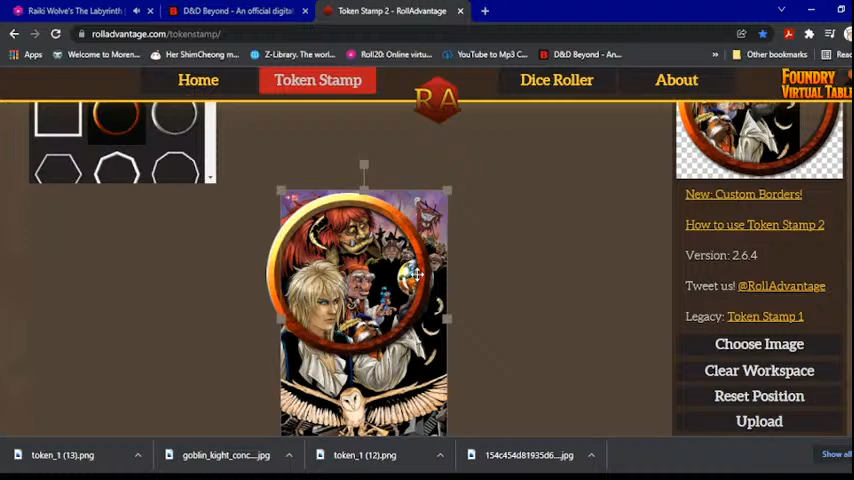 Raiki Wolve's The Labyrinth
D&D Beyond - An official digital
Token Stamp 2 - RollAdvantage
rolladvantage.com/tokenstamp/
Apps
Welcome to Moren...
Her ShimCheong m...
Z-Library. The worl...
Roll20: Online virtu...
YouTube to Mp3 C...
D&D Beyond - An...
»
Other bookmarks
Home
Token Stamp
RA
Dice Roller
About
FOUNDRY
VIRTUAL TABL
New: Custom Borders!
How to use Token Stamp 2
Version: 2.6.4
Tweet us! @RollAdvantage
Legacy: Token Stamp 1
Choose Image
Clear Workspace
Reset Position
Upload
token_1 (13).png
goblin_kight_conc....jpg
token_1 (12).png
154c454d81935d6....jpg
Show all